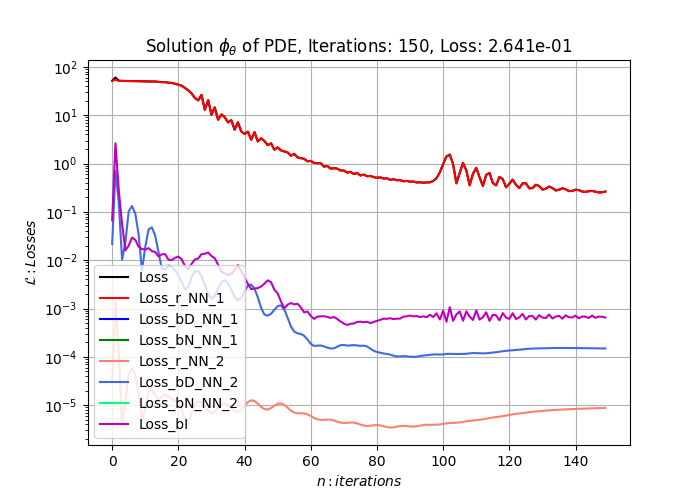 Solution ϕ_θ of PDE, Iterations: 150, Loss: 2.641e-01
ℒ : Losses
10^2
10^1
10^0
10^−1
10^−2
10^−3
10^−4
10^−5
Loss
Loss_r_NN_1
Loss_bD_NN_1
Loss_bN_NN_1
Loss_r_NN_2
Loss_bD_NN_2
Loss_bN_NN_2
Loss_bI
0 20 40 60 80 100 120 140
n : iterations